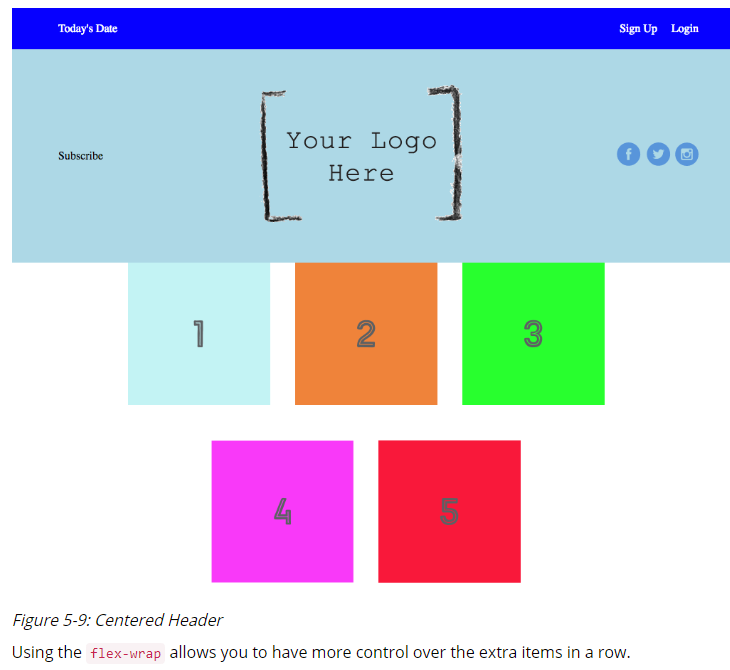 Today's Date Sign Up Login
Your Logo
Here
Subscribe
1 2 3
4 5
Figure 5-9: Centered Header
Using the flex-wrap allows you to have more control over the extra items in a row.